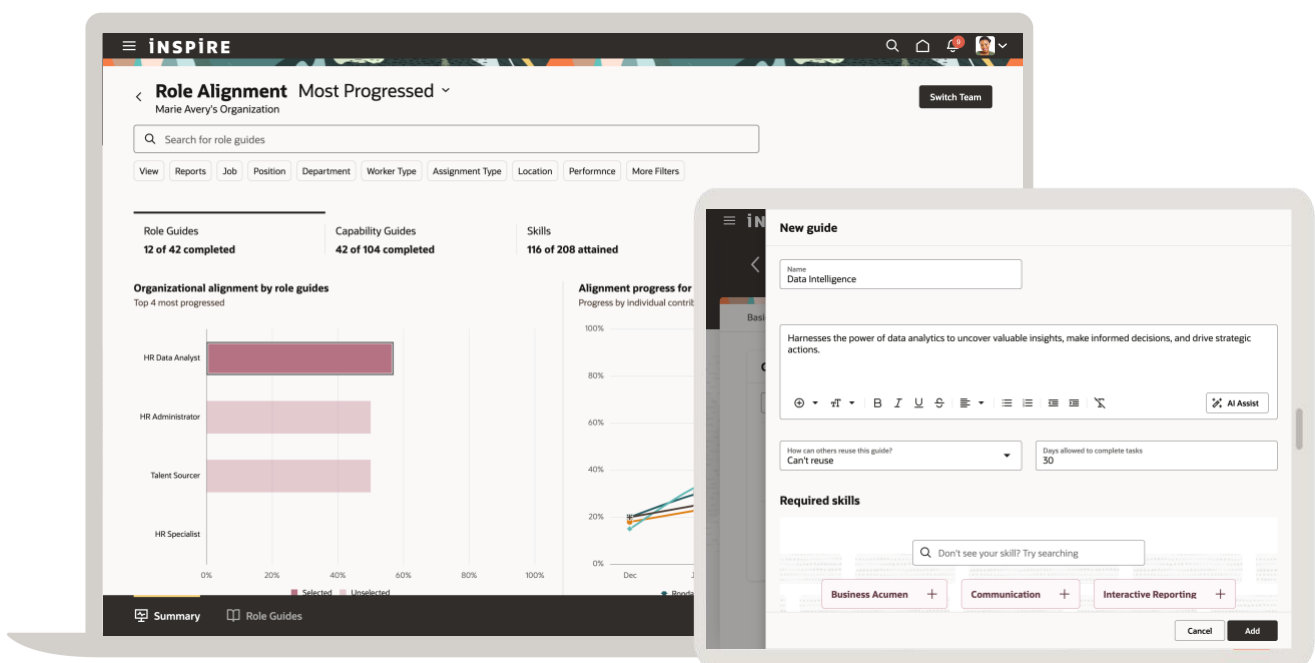 iNSPiRE
9
Role Alignment Most Progressed
Marie Avery's Organization
Switch Team
Search for role guides
View Reports Job Position Department Worker Type Assignment Type Location Performnce More Filters
Role Guides
12 of 42 completed
Capability Guides
42 of 104 completed
Skills
116 of 208 attained
Organizational alignment by role guides
Top 4 most progressed
HR Data Analyst
HR Administrator
Talent Sourcer
HR Specialist
0% 20% 40% 60% 80% 100%
Selected Unselected
Alignment progress for
Progress by individual
100%
80%
60%
40%
20%
0%
Dec
Summary Role Guides
iN
Basi
New guide
Name
Data Intelligence
Harnesses the power of data analytics to uncover valuable insights, make informed decisions, and drive strategic
actions.
B I U S
AI Assist
How can others reuse this guide?
Can't reuse
Days allowed to complete tasks
30
Required skills
Don't see your skill? Try searching
Business Acumen +
Communication +
Interactive Reporting +
Cancel Add